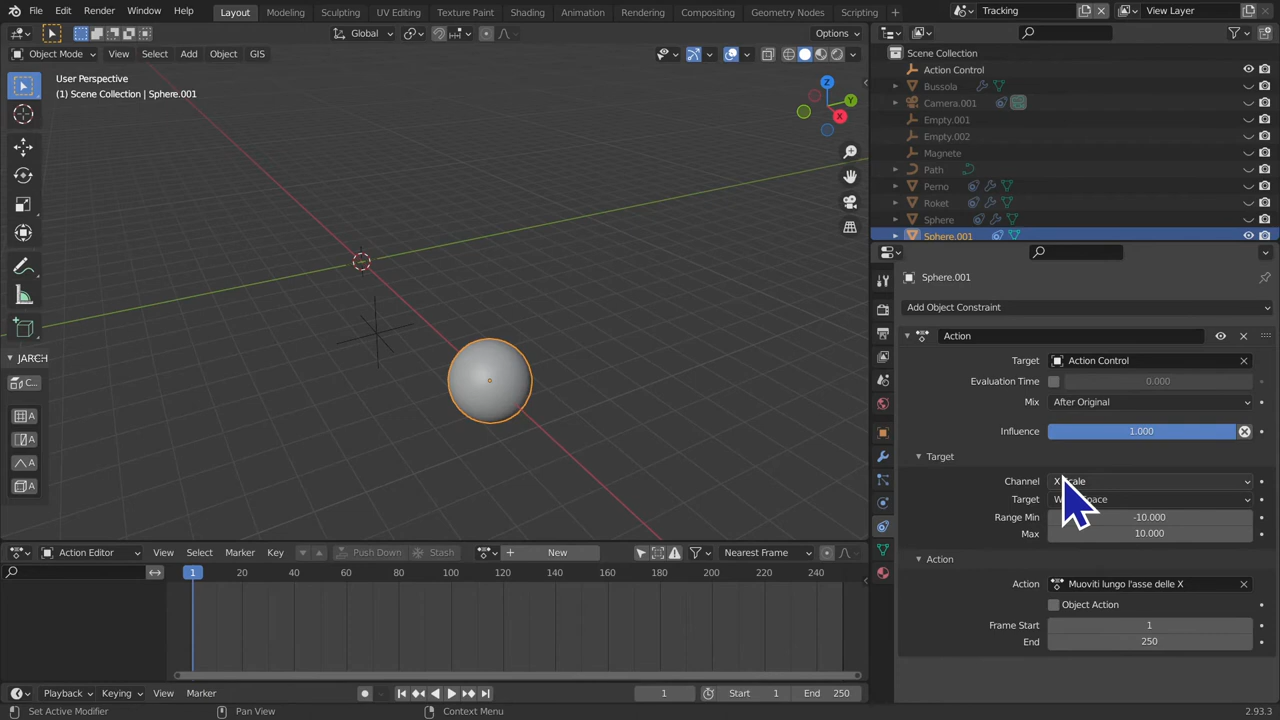 File Edit Render Window Help Layout Modeling Sculpting UV Editing Texture Paint Shading Animation Rendering Compositing Geometry Nodes Scripting + Tracking View Layer
Object Mode View Select Add Object GIS Global Options
User Perspective
(1) Scene Collection | Sphere.001
Z
Y
X
JARCH
C...
A
A
A
A
Scene Collection
Action Control
Bussola
Camera.001
Empty.001
Empty.002
Magnete
Path
Perno
Roket
Sphere
Sphere.001
Sphere.001
Add Object Constraint
Action
Target Action Control
Evaluation Time 0.000
Mix After Original
Influence 1.000
Target
Channel X Scale
Target
Range Min -10.000
Max 10.000
Action
Action Muoviti lungo l'asse delle X
Object Action
Frame Start 1
End 250
Action Editor View Select Marker Key Push Down Stash New Nearest Frame
1 20 40 60 80 100 120 140 160 180 200 220 240
Playback Keying View Marker 1 Start 1 End 250
Set Active Modifier Pan View Context Menu 2.93.3